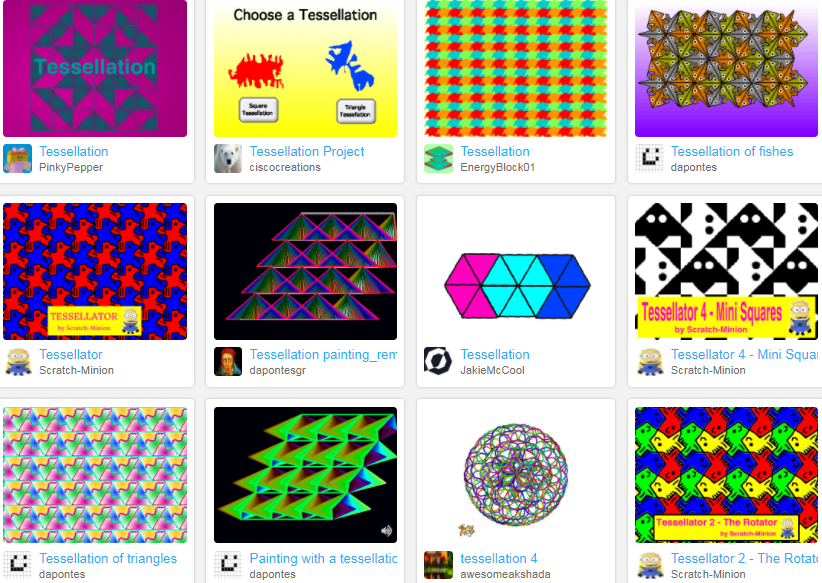 Tessellation
Choose a Tessellation
Square
Tessellation
Triangle
Tessellation
Tessellation
PinkyPepper
Tessellation Project
ciscocreations
Tessellation
EnergyBlock01
Tessellation of fishes
dapontes
TESSELLATOR
by Scratch-Minion
Tessellator 4 - Mini Squares
by Scratch-Minion
Tessellator
Scratch-Minion
Tessellation painting_rem
dapontesgr
Tessellation
JakieMcCool
Tessellator 4 - Mini Squar
Scratch-Minion
Tessellator 2 - The Rotator
by Scratch-Minion
Tessellation of triangles
dapontes
Painting with a tessellatic
dapontes
tessellation 4
awesomeakshada
Tessellator 2 - The Rotat
Scratch-Minion